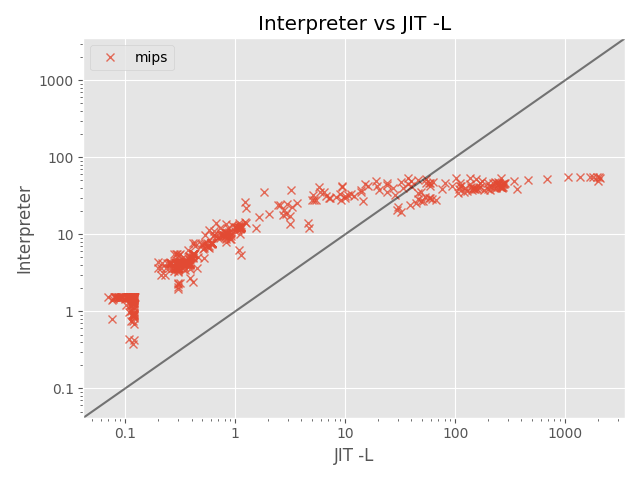 Interpreter vs JIT -L
mips
1000
100
10
1
0.1
Interpreter
0.1 1 10 100 1000
JIT -L